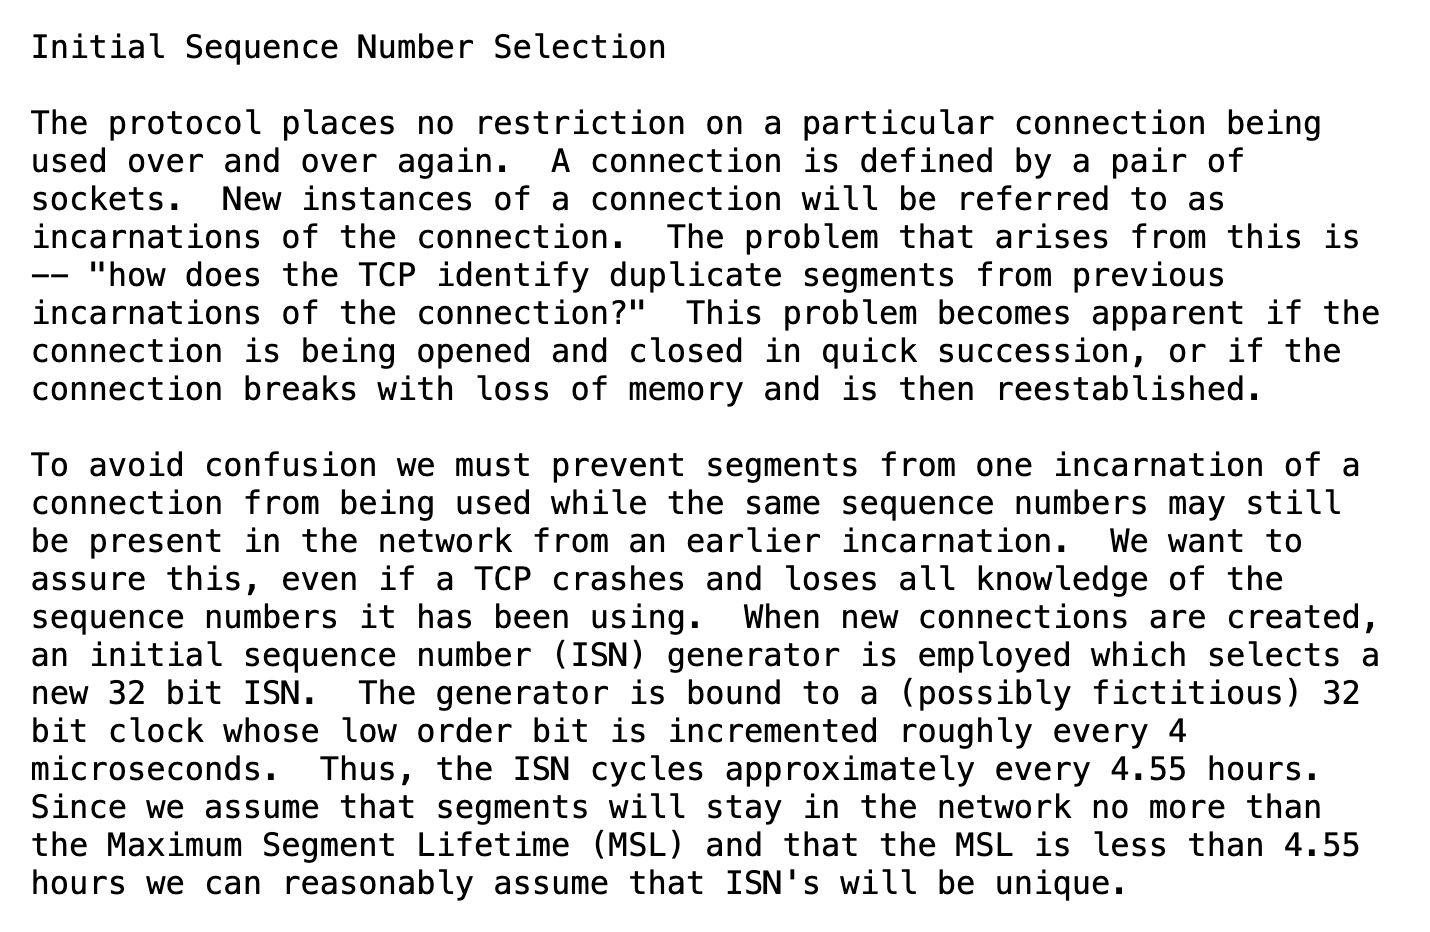 Initial Sequence Number Selection

The protocol places no restriction on a particular connection being
used over and over again.  A connection is defined by a pair of
sockets.  New instances of a connection will be referred to as
incarnations of the connection.  The problem that arises from this is
-- "how does the TCP identify duplicate segments from previous
incarnations of the connection?"  This problem becomes apparent if the
connection is being opened and closed in quick succession, or if the
connection breaks with loss of memory and is then reestablished.

To avoid confusion we must prevent segments from one incarnation of a
connection from being used while the same sequence numbers may still
be present in the network from an earlier incarnation.  We want to
assure this, even if a TCP crashes and loses all knowledge of the
sequence numbers it has been using.  When new connections are created,
an initial sequence number (ISN) generator is employed which selects a
new 32 bit ISN.  The generator is bound to a (possibly fictitious) 32
bit clock whose low order bit is incremented roughly every 4
microseconds.  Thus, the ISN cycles approximately every 4.55 hours.
Since we assume that segments will stay in the network no more than
the Maximum Segment Lifetime (MSL) and that the MSL is less than 4.55
hours we can reasonably assume that ISN's will be unique.